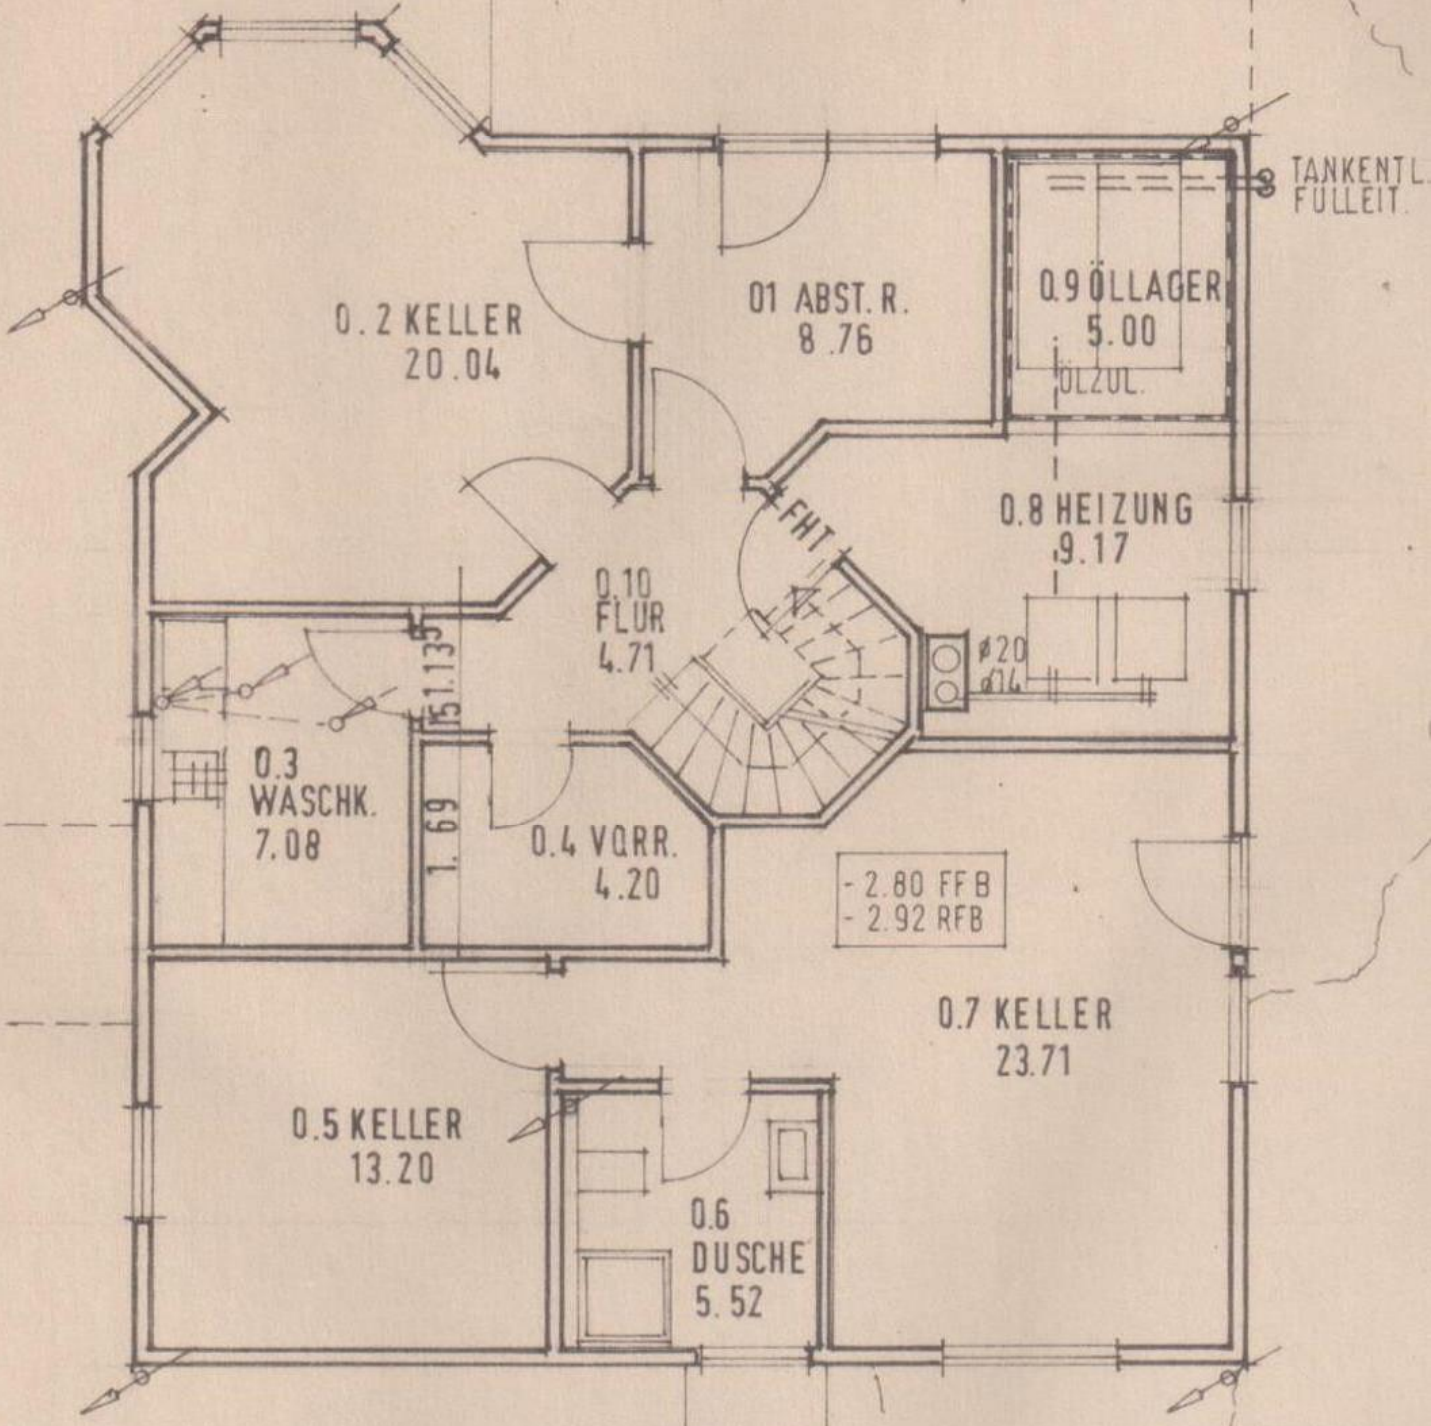 TANKENTL.
FÜLLEIT.
0.2 KELLER
20.04
01 ABST. R.
8.76
0.9 ÖLLAGER
5.00
ÖLZUL.
FHT
0.8 HEIZUNG
9.17
0.10
FLUR
4.71
ø20
ø14
1.135
15
0.3
WASCHK.
7.08
1.69
0.4 VORR.
4.20
- 2.80 FFB
- 2.92 RFB
0.7 KELLER
23.71
0.5 KELLER
13.20
0.6
DUSCHE
5.52